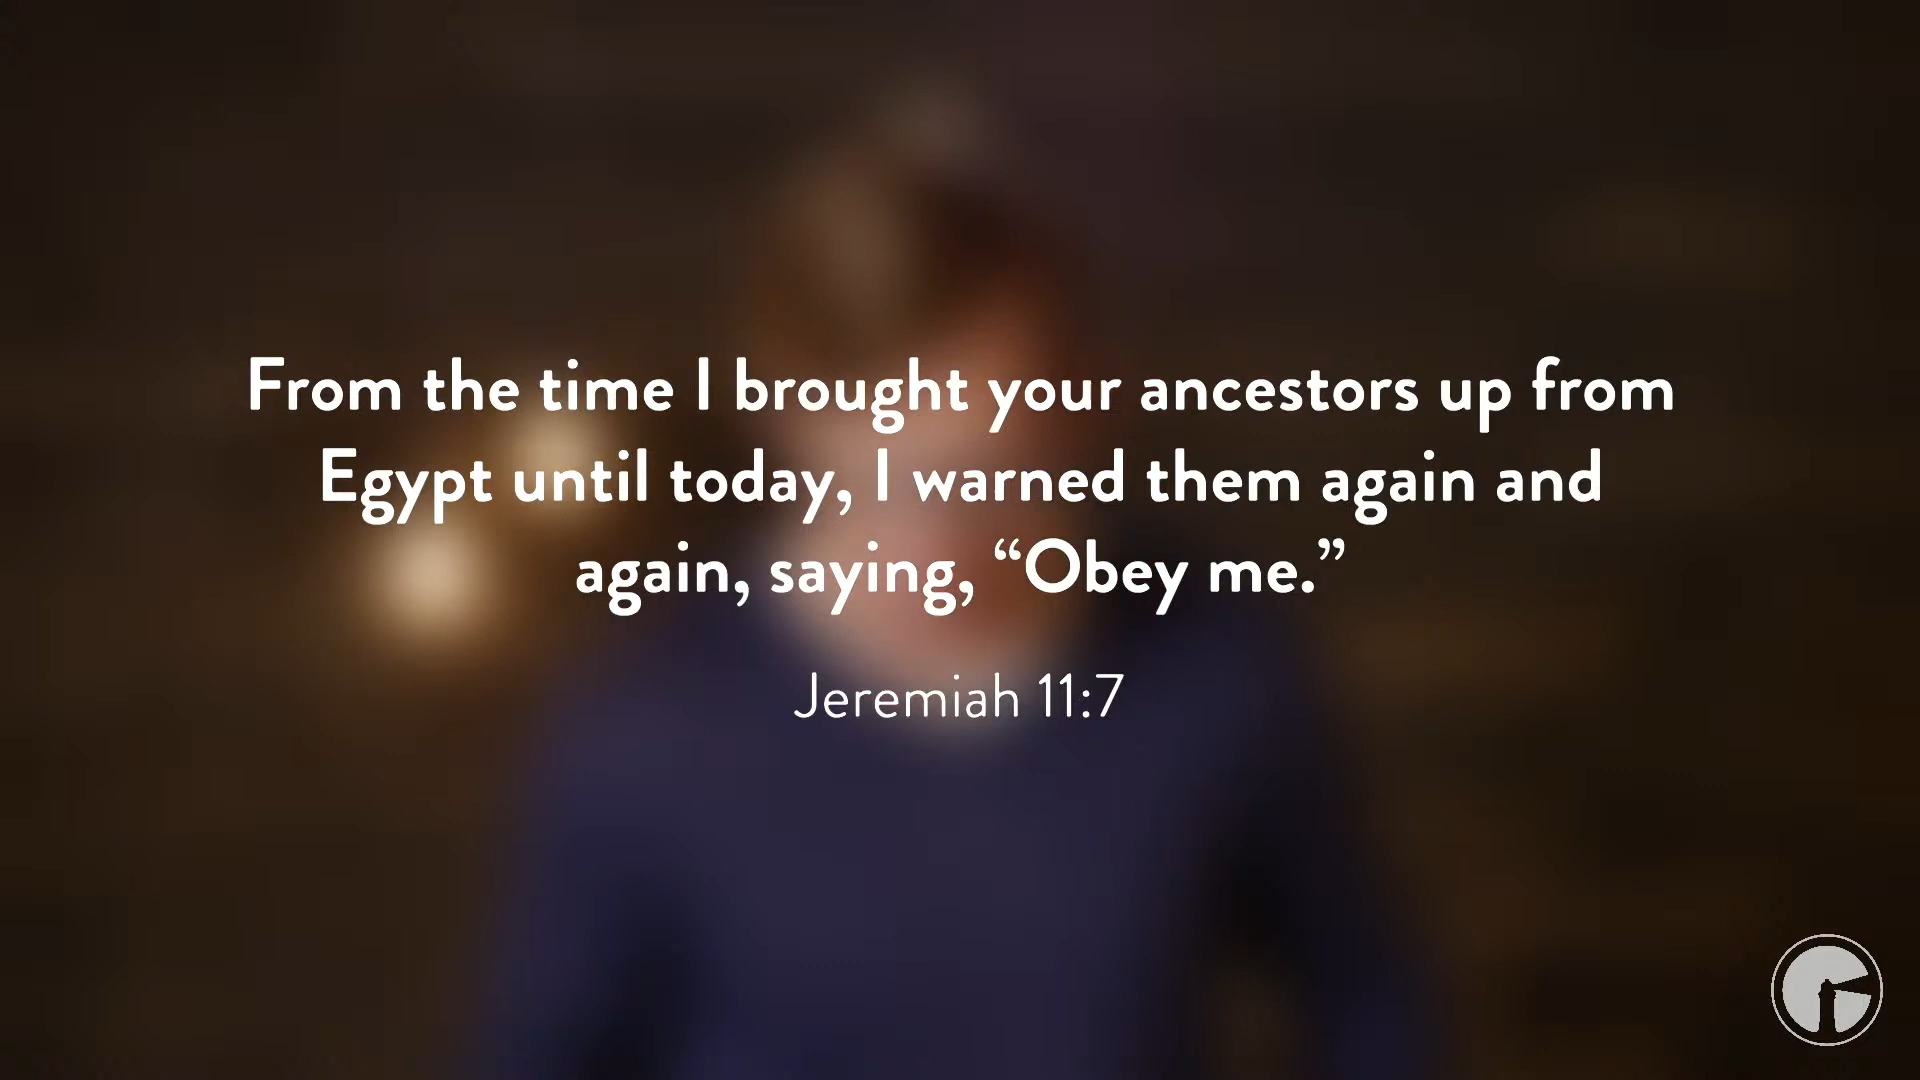 From the time I brought your ancestors up from
Egypt until today, I warned them again and
again, saying, “Obey me.”
Jeremiah 11:7